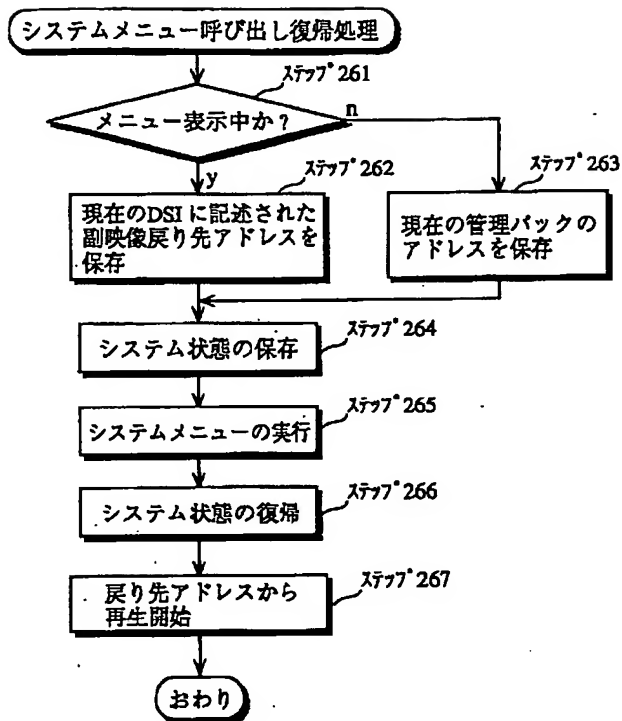 システムメニュー呼び出し復帰処理
ステップ261
メニュー表示中か?
n
y
ステップ262
ステップ263
現在のDSIに記述された
副映像戻り先アドレスを
保存
現在の管理パックの
アドレスを保存
ステップ264
システム状態の保存
ステップ265
システムメニューの実行
ステップ266
システム状態の復帰
ステップ267
戻り先アドレスから
再生開始
おわり